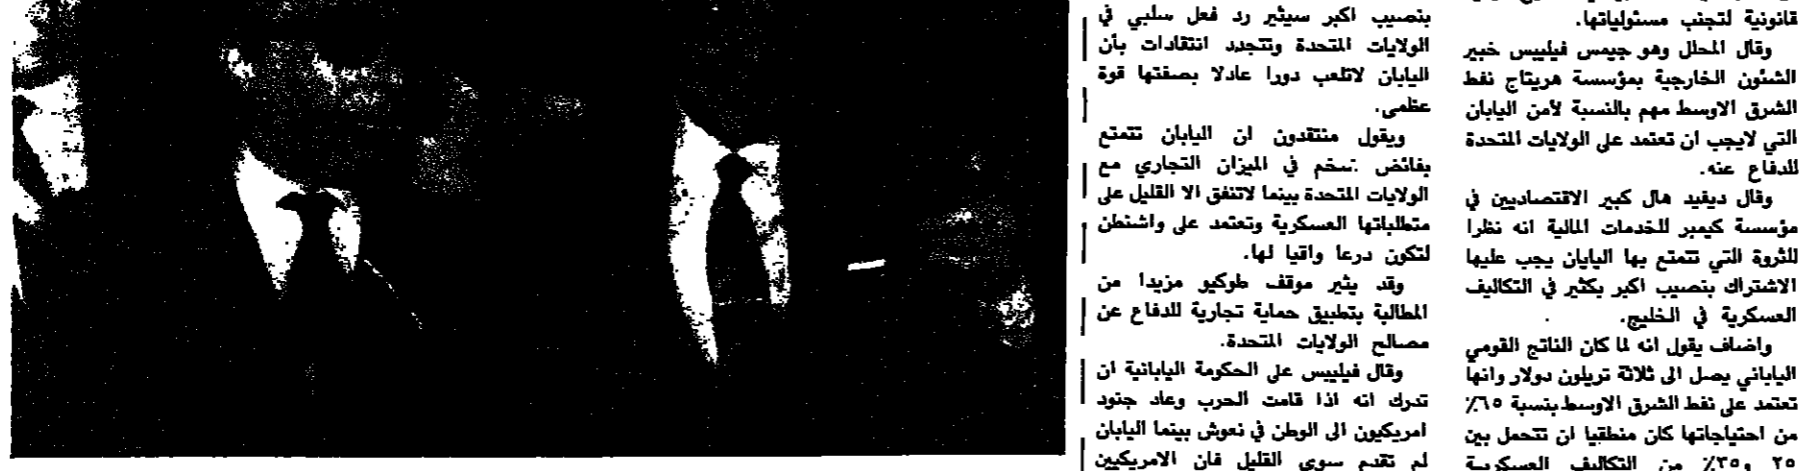 قانونية لتجنب مسئولياتها.
وقال المحلل وهو جيمس فيليبس خبير
الشئون الخارجية بمؤسسة هريتاج نفط
الشرق الاوسط مهم بالنسبة لأمن اليابان
التي لايجب ان تعتمد على الولايات المتحدة
للدفاع عنه.
وقال ديفيد هال كبير الاقتصاديين في
مؤسسة كيمبر للخدمات المالية انه نظرا
للثروة التي تتمتع بها اليابان يجب عليها
الاشتراك بنصيب اكبر بكثير في التكاليف
العسكرية في الخليج.
واضاف يقول انه لما كان الناتج القومي
الياباني يصل الى ثلاثة تريلون دولار وانها
تعتمد على نفط الشرق الاوسط بنسبة ٦٥٪
من احتياجاتها كان منطقيا ان تتحمل بين
٢٥ و٣٥٪ من التكاليف العسكرية
بنصيب اكبر سيثير رد فعل سلبي في
الولايات المتحدة وتتجدد انتقادات بأن
اليابان لاتلعب دورا عادلا بصفتها قوة
عظمى.
ويقول منتقدون ان اليابان تتمتع
بفائض ضخم في الميزان التجاري مع
الولايات المتحدة بينما لاتنفق الا القليل على
متطلباتها العسكرية وتعتمد على واشنطن
لتكون درعا واقيا لها.
وقد يثير موقف طوكيو مزيدا من
المطالبة بتطبيق حماية تجارية للدفاع عن
مصالح الولايات المتحدة.
وقال فيليبس على الحكومة اليابانية ان
تدرك انه اذا قامت الحرب وعاد جنود
امريكيون الى الوطن في نعوش بينما اليابان
لم تقدم سوى القليل فان الامريكيين